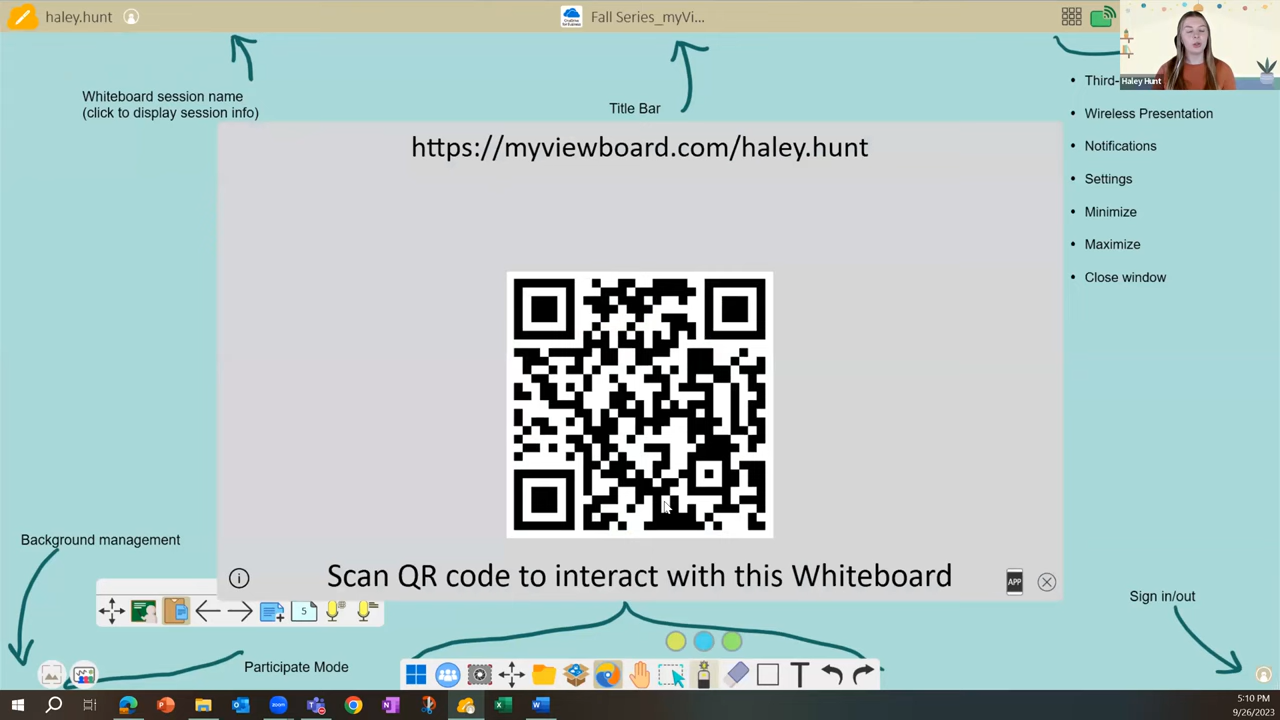 haley.hunt
Fall Series_myVi...
Haley Hunt
Whiteboard session name
(click to display session info)
Title Bar
Third-
Wireless Presentation
Notifications
Settings
Minimize
Maximize
Close window
https://myviewboard.com/haley.hunt
Scan QR code to interact with this Whiteboard
APP
Background management
5
Participate Mode
Sign in/out
5:10 PM
9/26/2023